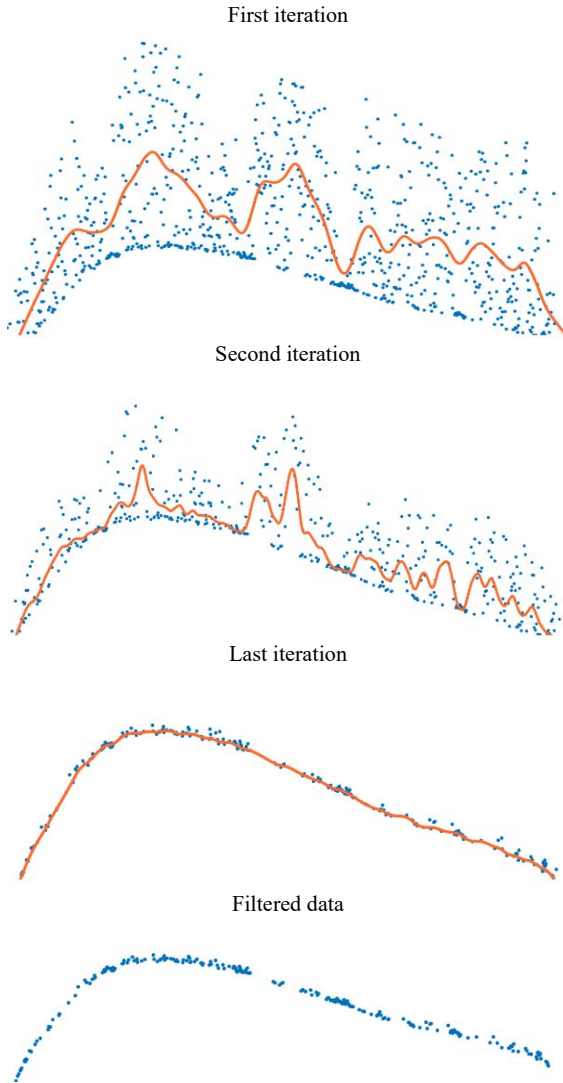 First iteration
Second iteration
Last iteration
Filtered data